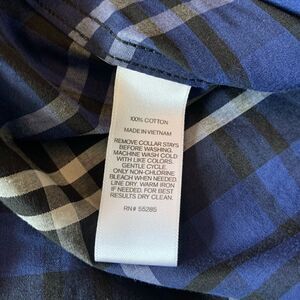 100% COTTON
MADE IN VIETNAM
REMOVE COLLAR STAYS
BEFORE WASHING.
MACHINE WASH COLD
WITH LIKE COLORS.
GENTLE CYCLE.
ONLY NON-CHLORINE
BLEACH WHEN NEEDED.
LINE DRY. WARM IRON
IF NEEDED. FOR BEST
RESULTS DRY CLEAN.
RN# 55285